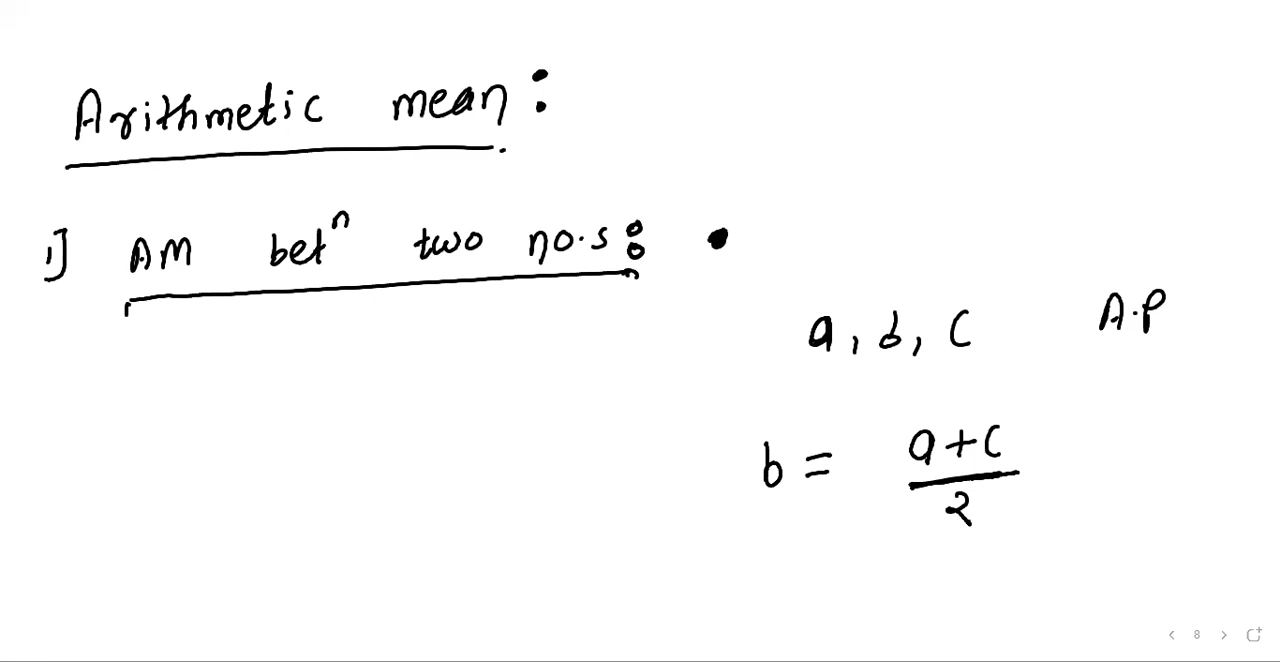 Arithmetic mean:
1] AM betⁿ two no.s:
a, b, c A.P
b = a+c
2
< 8 >